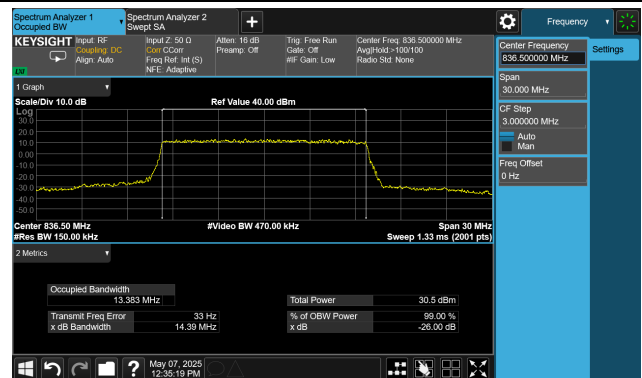 Spectrum Analyzer 1
Occupied BW
Spectrum Analyzer 2
Swept SA
Frequency
KEYSIGHT
Input: RF
Coupling: DC
Align: Auto
Input Z: 50 Ω
Corr CCorr
Freq Ref: Int (S)
NFE: Adaptive
Atten: 16 dB
Preamp: Off
Trig: Free Run
Gate: Off
#IF Gain: Low
Center Freq: 836.500000 MHz
Avg|Hold:>100/100
Radio Std: None
Center Frequency
836.500000 MHz
Settings
Span
30.000 MHz
CF Step
3.000000 MHz
Auto
Man
Freq Offset
0 Hz
1 Graph
Scale/Div 10.0 dB
Ref Value 40.00 dBm
Log
30.0
20.0
10.0
0.00
-10.0
-20.0
-30.0
-40.0
-50.0
Center 836.50 MHz
#Video BW 470.00 kHz
Span 30 MHz
#Res BW 150.00 kHz
Sweep 1.33 ms (2001 pts)
2 Metrics
Occupied Bandwidth
13.383 MHz
Total Power
30.5 dBm
Transmit Freq Error
33 Hz
% of OBW Power
99.00 %
x dB Bandwidth
14.39 MHz
x dB
-26.00 dB
May 07, 2025
12:35:19 PM